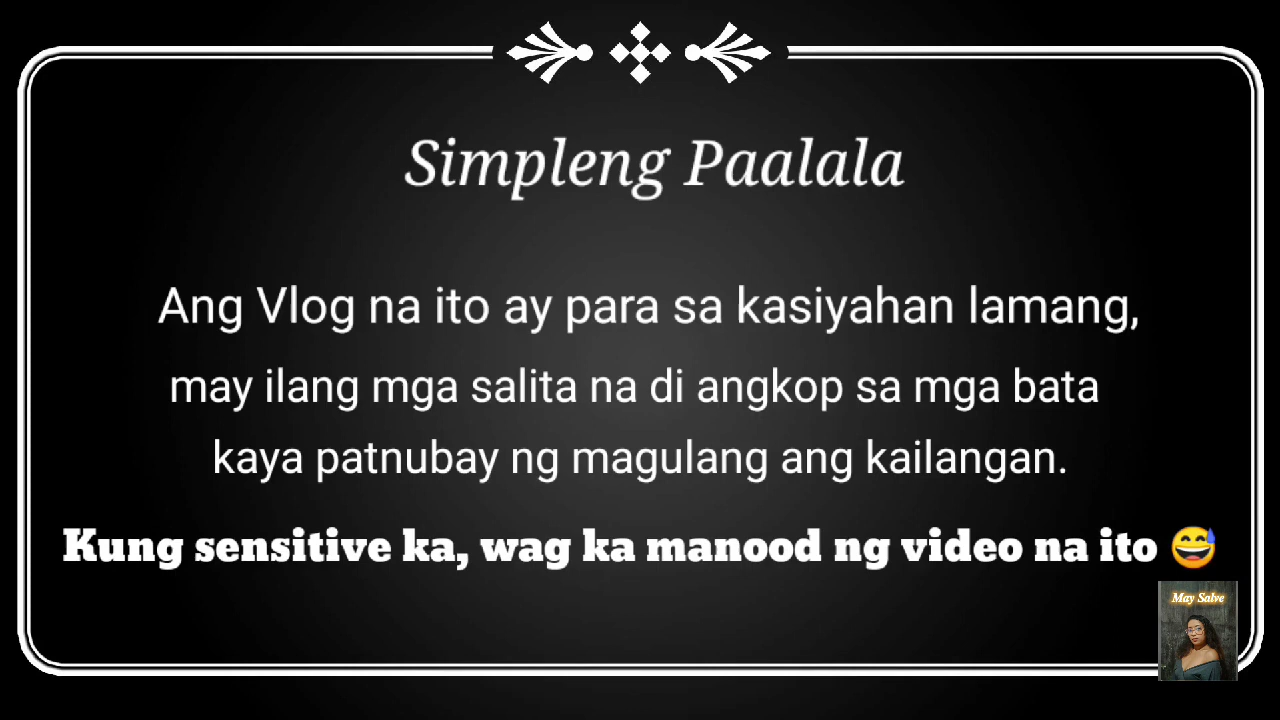 Simpleng Paalala
Ang Vlog na ito ay para sa kasiyahan lamang,
may ilang mga salita na di angkop sa mga bata
kaya patnubay ng magulang ang kailangan.
Kung sensitive ka, wag ka manood ng video na ito 😅
May Salve